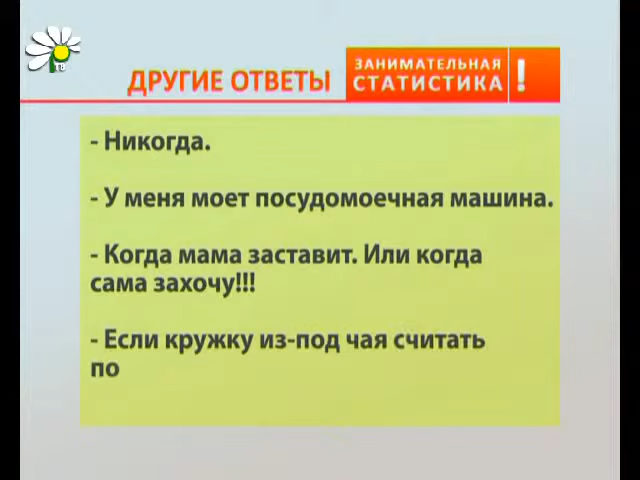 ТВ
ДРУГИЕ ОТВЕТЫ
ЗАНИМАТЕЛЬНАЯ
СТАТИСТИКА !
- Никогда.
- У меня моет посудомоечная машина.
- Когда мама заставит. Или когда
сама захочу!!!
- Если кружку из-под чая считать
по